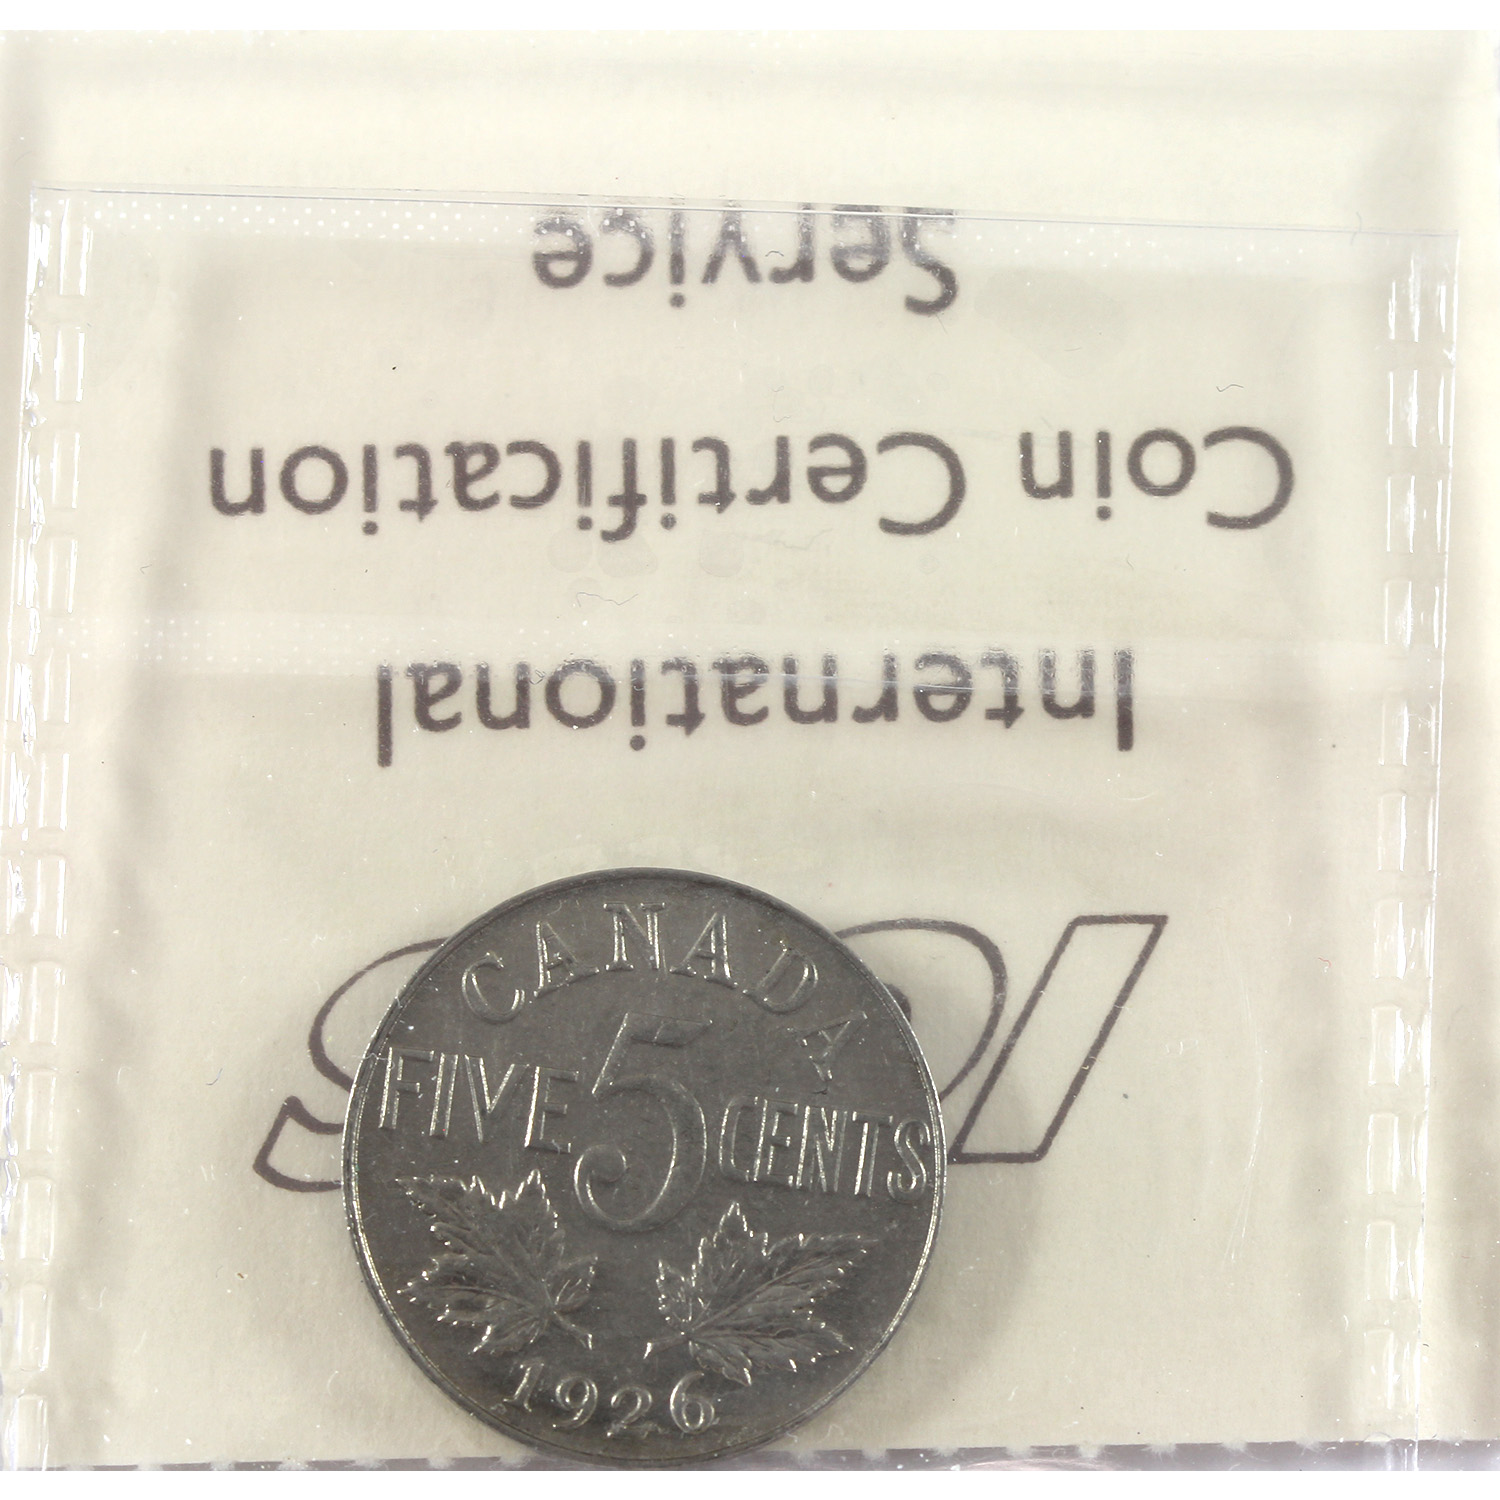 Service
Coin Certification
International
CANADA
FIVE 5 CENTS
1926